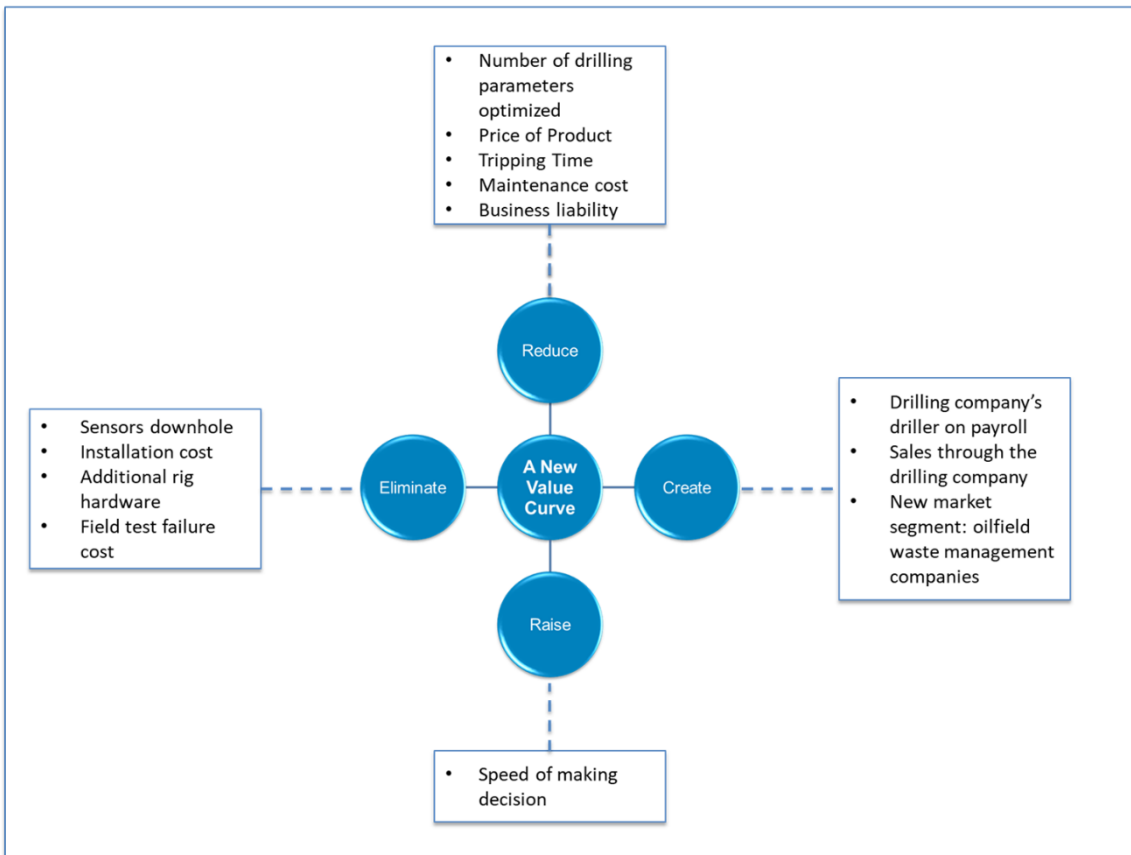 • Number of drilling
parameters
optimized
• Price of Product
• Tripping Time
• Maintenance cost
• Business liability
Reduce
• Sensors downhole
• Installation cost
• Additional rig
hardware
• Field test failure
cost
Eliminate
A New
Value
Curve
Create
• Drilling company’s
driller on payroll
• Sales through the
drilling company
• New market
segment: oilfield
waste management
companies
Raise
• Speed of making
decision